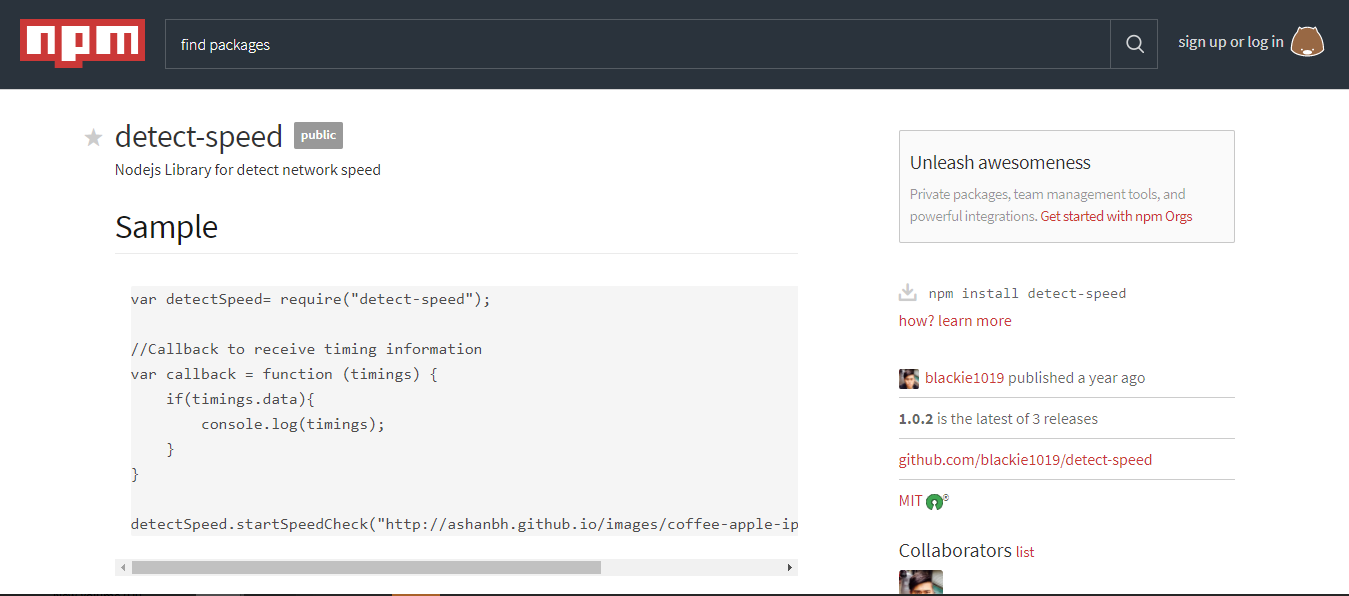 npm
find packages
sign up or log in
detect-speed public
Nodejs Library for detect network speed
Sample
var detectSpeed= require("detect-speed");
//Callback to receive timing information
var callback = function (timings) {
if(timings.data){
console.log(timings);
}
}
detectSpeed.startSpeedCheck("http://ashanbh.github.io/images/coffee-apple-ip
Unleash awesomeness
Private packages, team management tools, and
powerful integrations. Get started with npm Orgs
npm install detect-speed
how? learn more
blackie1019 published a year ago
1.0.2 is the latest of 3 releases
github.com/blackie1019/detect-speed
MIT ®
Collaborators list